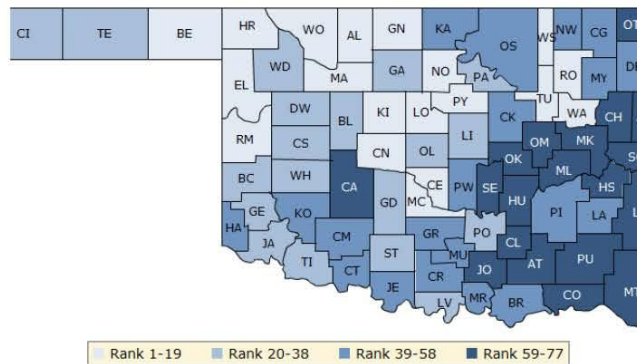 CI TE BE HR WO AL GN KA OS WS NW CG OT
EL WD MA GA NO PA RO MY DE
DW BL KI LO PY TU WA CK CH
RM CS CN OL LI OM MK
BC WH CA CE PW OK ML
GE KO GD MC SE HU PI HS LA
HA JA CM GR PO
TI CT ST MU CL AT PU
JE CR JO
LV MR BR CO MT
Rank 1-19 Rank 20-38 Rank 39-58 Rank 59-77